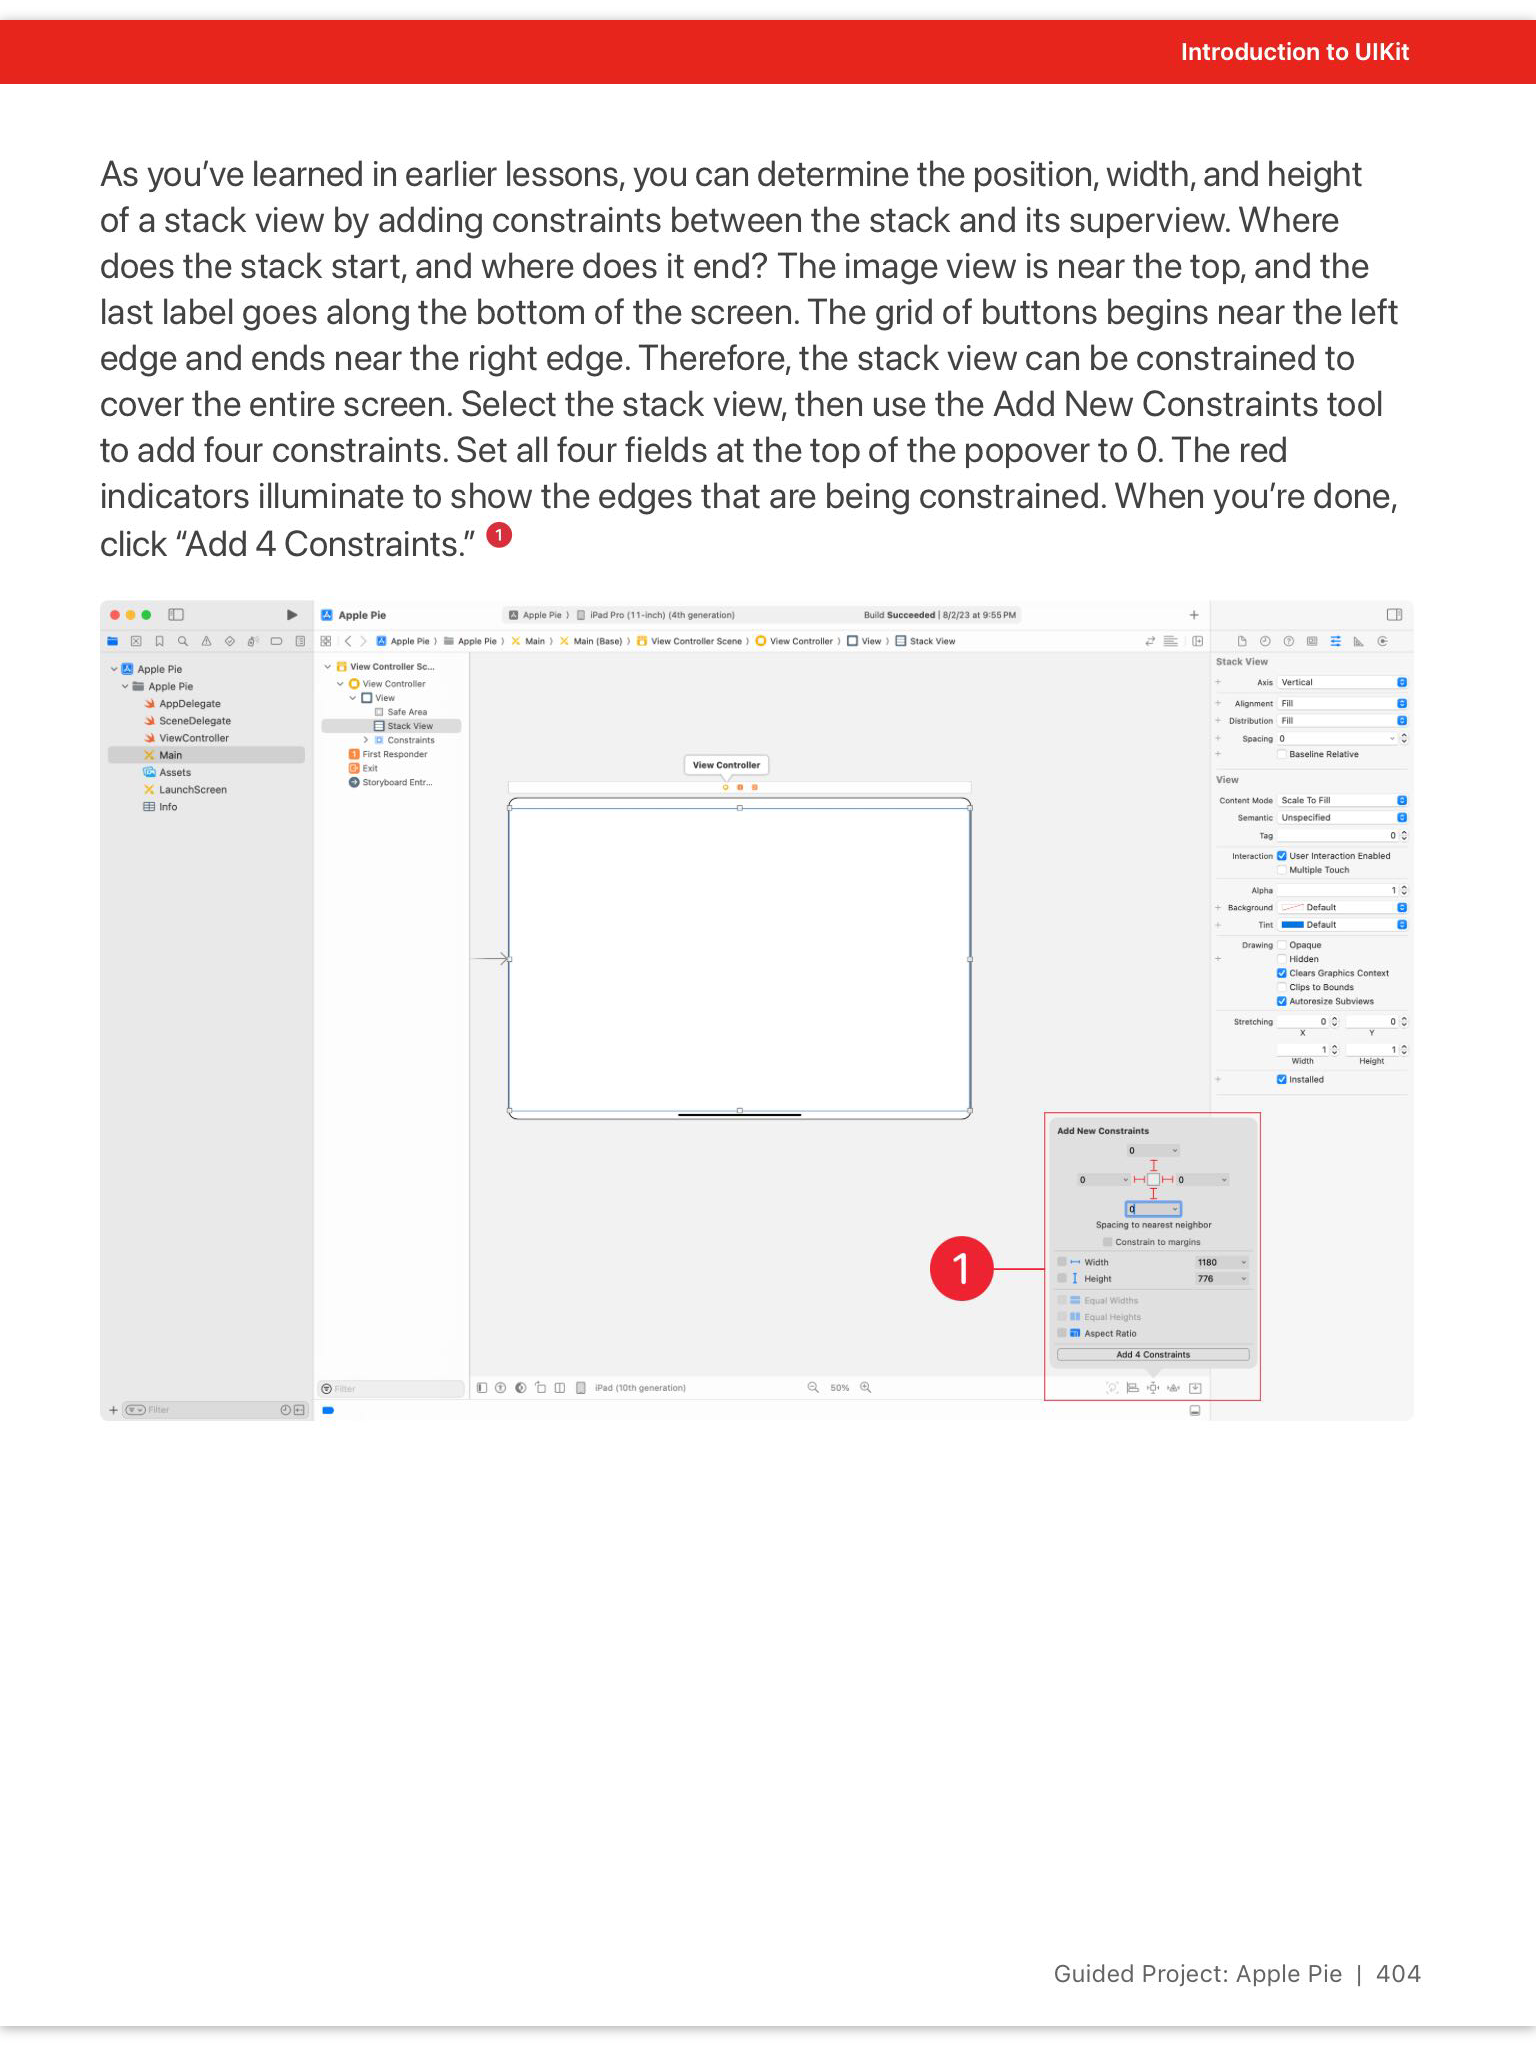 Introduction to UIKit
As you’ve learned in earlier lessons, you can determine the position, width, and height
of a stack view by adding constraints between the stack and its superview. Where
does the stack start, and where does it end? The image view is near the top, and the
last label goes along the bottom of the screen. The grid of buttons begins near the left
edge and ends near the right edge. Therefore, the stack view can be constrained to
cover the entire screen. Select the stack view, then use the Add New Constraints tool
to add four constraints. Set all four fields at the top of the popover to 0. The red
indicators illuminate to show the edges that are being constrained. When you’re done,
click “Add 4 Constraints.” 1
Apple Pie
Apple Pie ⟩ iPad Pro (11-inch) (4th generation)
Build Succeeded | 8/2/23 at 9:55 PM
Apple Pie ⟩ Apple Pie ⟩ Main ⟩ Main (Base) ⟩ View Controller Scene ⟩ View Controller ⟩ View ⟩ Stack View
Apple Pie
Apple Pie
AppDelegate
SceneDelegate
ViewController
Main
Assets
LaunchScreen
Info
Filter
View Controller Sc...
View Controller
View
Safe Area
Stack View
Constraints
First Responder
Exit
Storyboard Entr...
Filter
View Controller
iPad (10th generation)
50%
Stack View
Axis Vertical
Alignment Fill
Distribution Fill
Spacing 0
Baseline Relative
View
Content Mode Scale To Fill
Semantic Unspecified
Tag 0
Interaction User Interaction Enabled
Multiple Touch
Alpha 1
Background Default
Tint Default
Drawing Opaque
Hidden
Clears Graphics Context
Clips to Bounds
Autoresize Subviews
Stretching 0 0
X Y
1 1
Width Height
Installed
1
Add New Constraints
0
0 0
0
Spacing to nearest neighbor
Constrain to margins
Width 1180
Height 776
Equal Widths
Equal Heights
Aspect Ratio
Add 4 Constraints
Guided Project: Apple Pie | 404